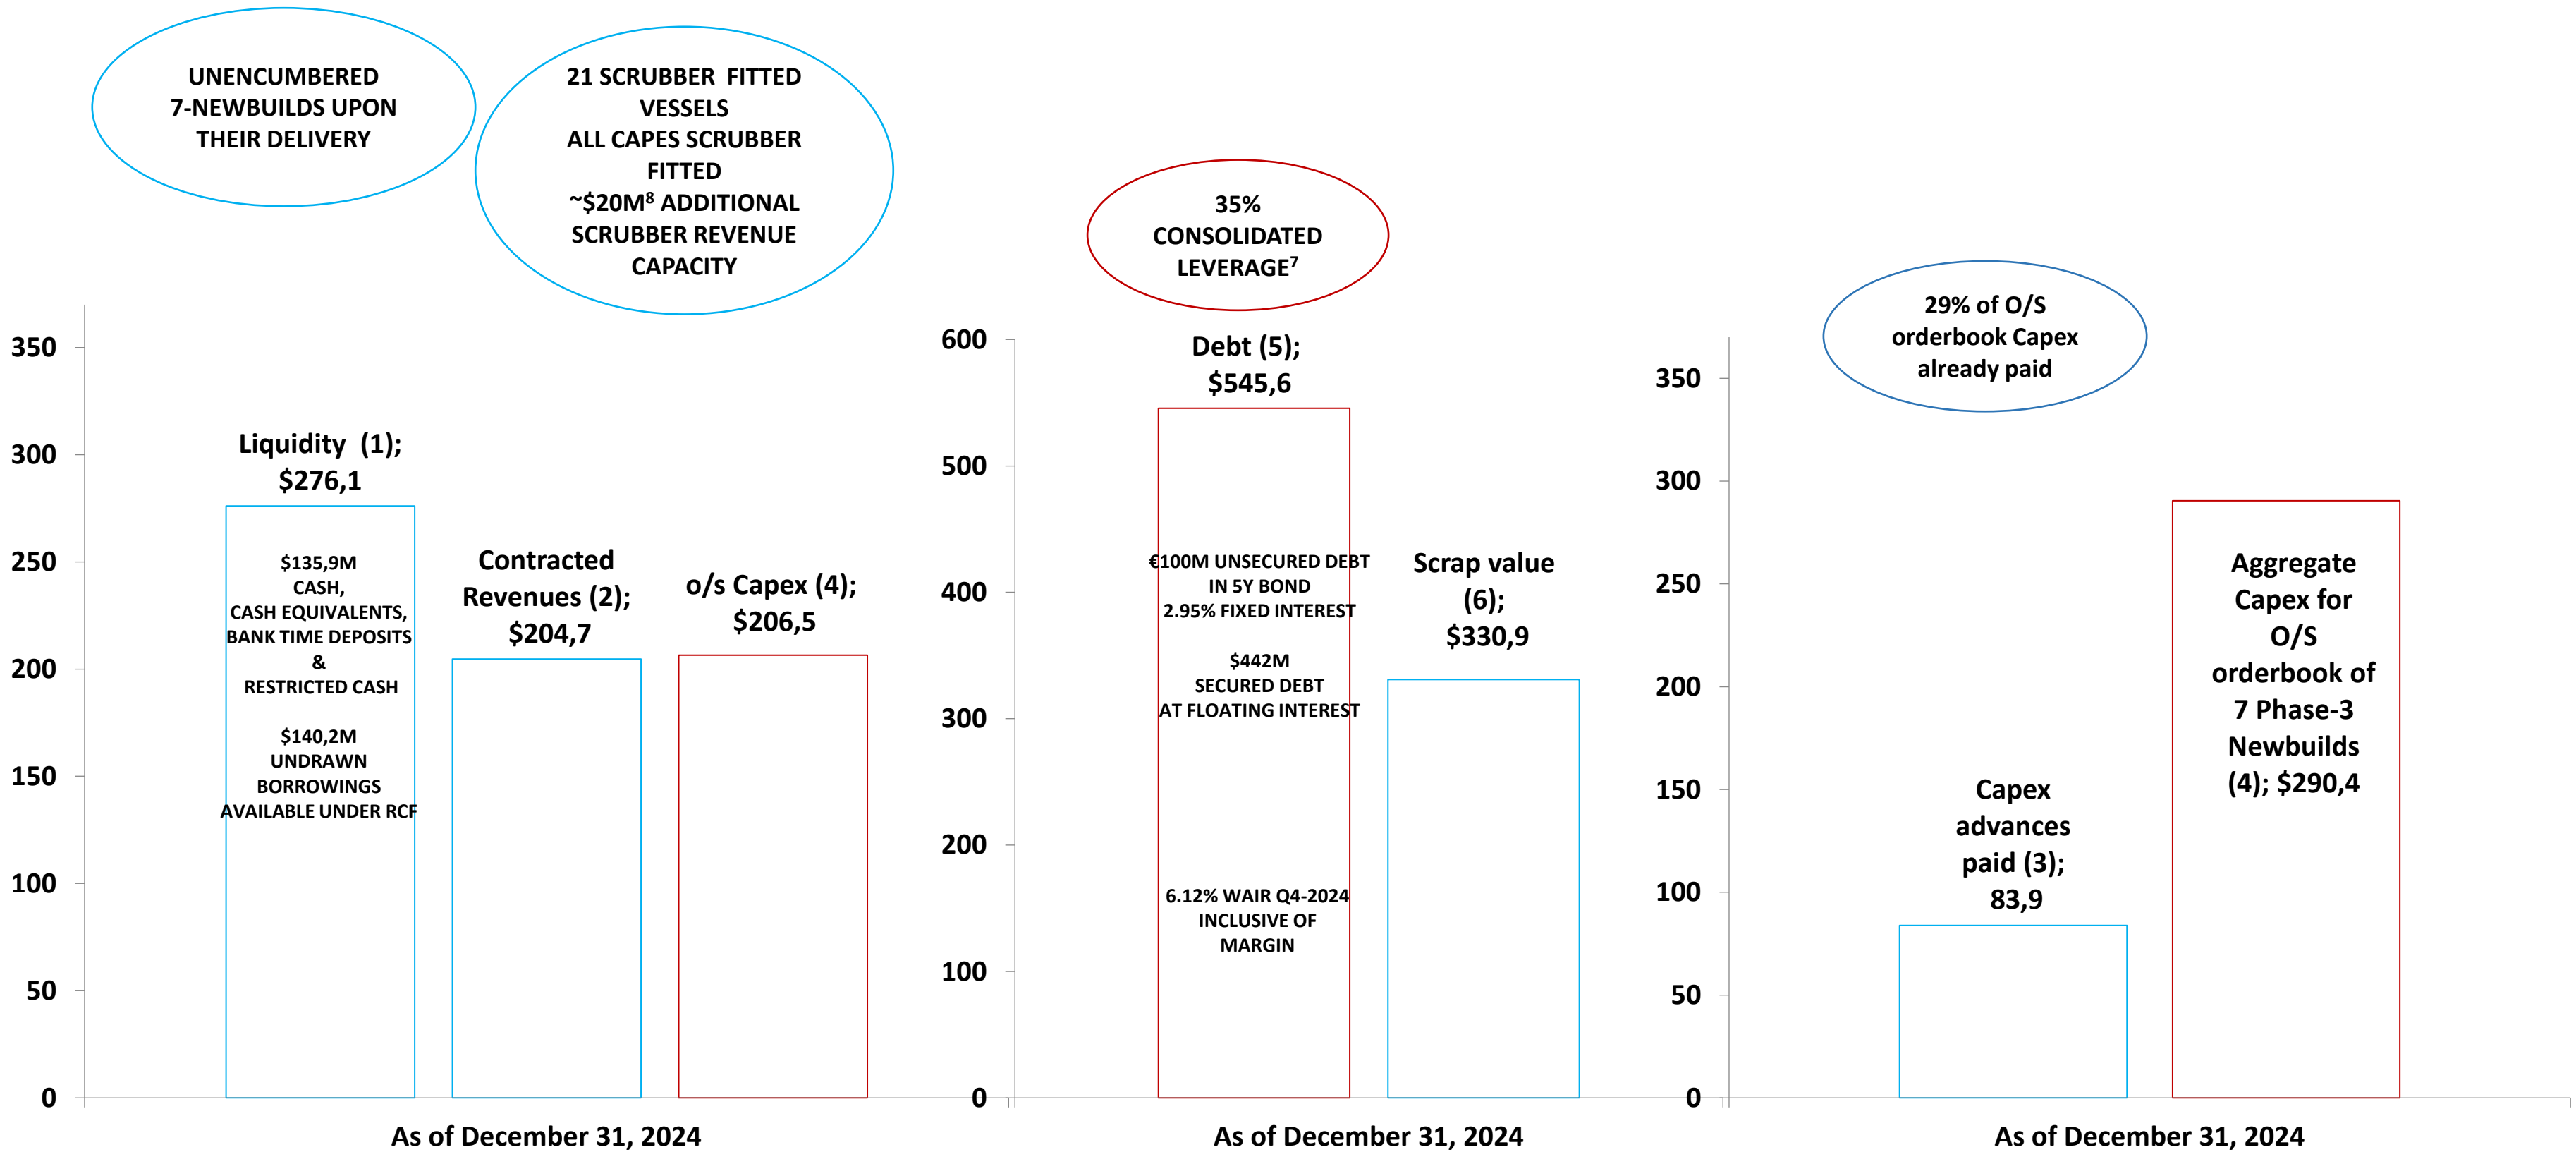 UNENCUMBERED
7-NEWBUILDS UPON
THEIR DELIVERY
21 SCRUBBER  FITTED
VESSELS
ALL CAPES SCRUBBER
FITTED
~$20M⁸ ADDITIONAL
SCRUBBER REVENUE
CAPACITY
350
300
250
200
150
100
50
0
Liquidity  (1);
$276,1
$135,9M
CASH,
CASH EQUIVALENTS,
BANK TIME DEPOSITS
&
RESTRICTED CASH
$140,2M
UNDRAWN
BORROWINGS
AVAILABLE UNDER RCF
Contracted
Revenues (2);
$204,7
o/s Capex (4);
$206,5
As of December 31, 2024
35%
CONSOLIDATED
LEVERAGE⁷
600
500
400
300
200
100
0
Debt (5);
$545,6
€100M UNSECURED DEBT
IN 5Y BOND
2.95% FIXED INTEREST
$442M
SECURED DEBT
AT FLOATING INTEREST
6.12% WAIR Q4-2024
INCLUSIVE OF
MARGIN
Scrap value
(6);
$330,9
As of December 31, 2024
29% of O/S
orderbook Capex
already paid
350
300
250
200
150
100
50
0
Capex
advances
paid (3);
83,9
Aggregate
Capex for
O/S
orderbook of
7 Phase-3
Newbuilds
(4); $290,4
As of December 31, 2024